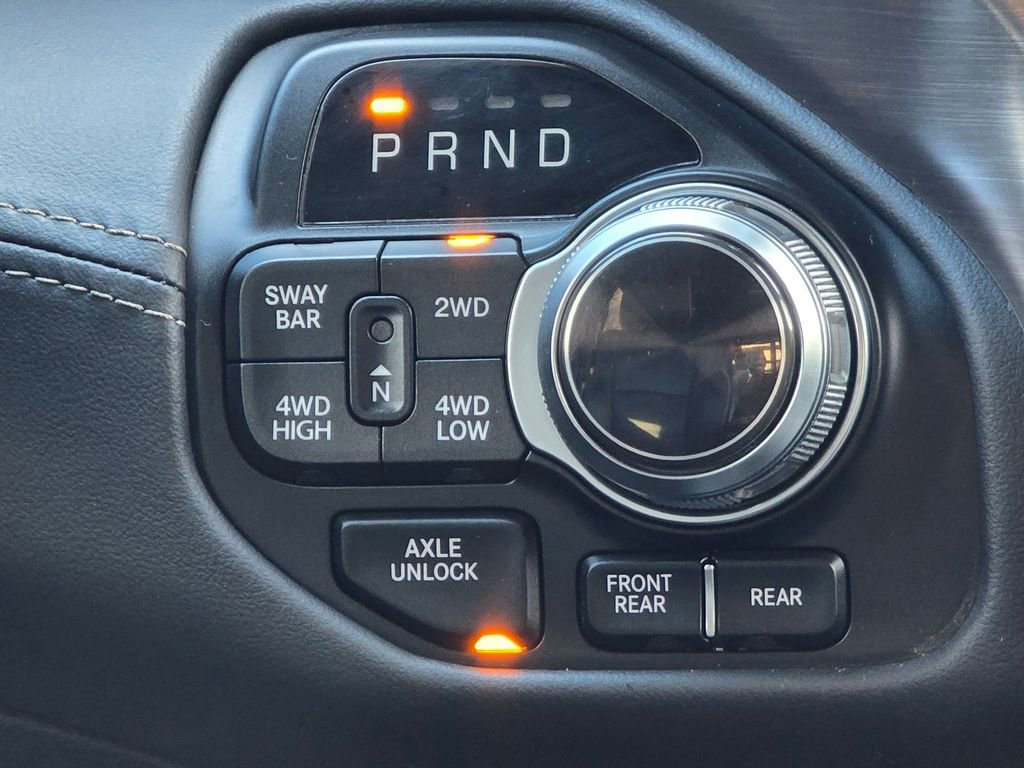 P R N D
SWAY
BAR
2WD
N
4WD
HIGH
4WD
LOW
AXLE
UNLOCK
FRONT
REAR
REAR